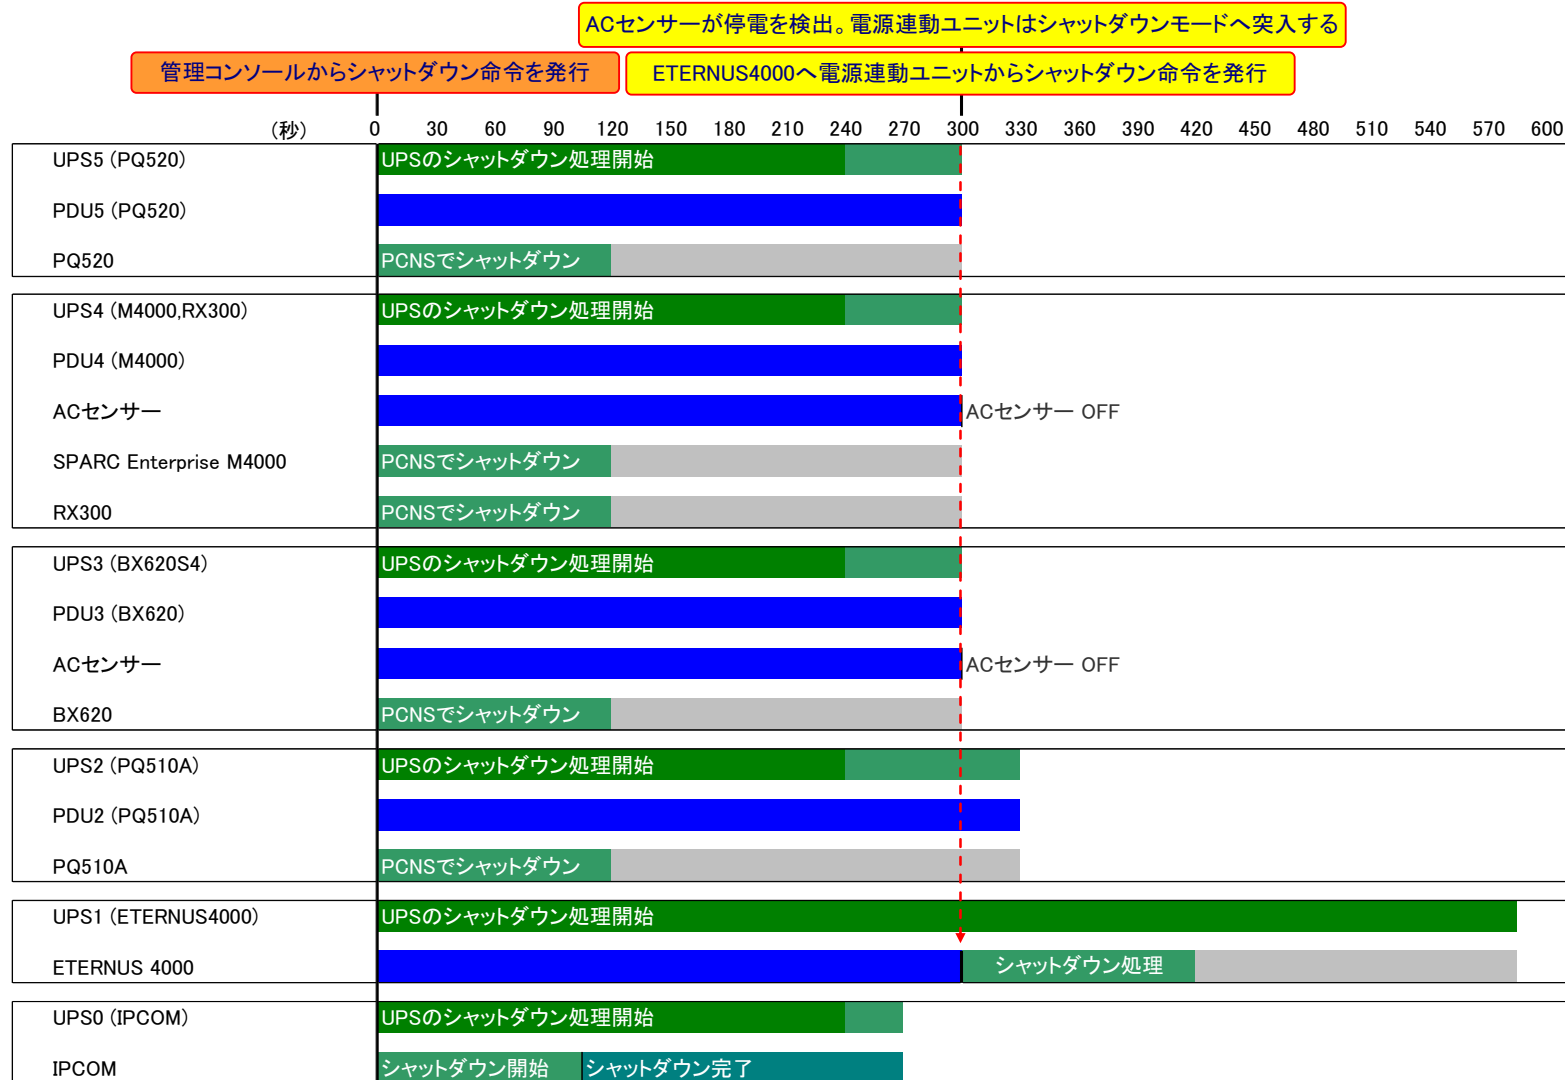 ACセンサーが停電を検出。電源連動ユニットはシャットダウンモードへ突入する
管理コンソールからシャットダウン命令を発行
ETERNUS4000へ電源連動ユニットからシャットダウン命令を発行
(秒) 0 30 60 90 120 150 180 210 240 270 300 330 360 390 420 450 480 510 540 570 600
UPS5 (PQ520) UPSのシャットダウン処理開始
PDU5 (PQ520)
PQ520 PCNSでシャットダウン
UPS4 (M4000,RX300) UPSのシャットダウン処理開始
PDU4 (M4000)
ACセンサー ACセンサー OFF
SPARC Enterprise M4000 PCNSでシャットダウン
RX300 PCNSでシャットダウン
UPS3 (BX620S4) UPSのシャットダウン処理開始
PDU3 (BX620)
ACセンサー ACセンサー OFF
BX620 PCNSでシャットダウン
UPS2 (PQ510A) UPSのシャットダウン処理開始
PDU2 (PQ510A)
PQ510A PCNSでシャットダウン
UPS1 (ETERNUS4000) UPSのシャットダウン処理開始
ETERNUS 4000 シャットダウン処理
UPS0 (IPCOM) UPSのシャットダウン処理開始
IPCOM シャットダウン開始 シャットダウン完了